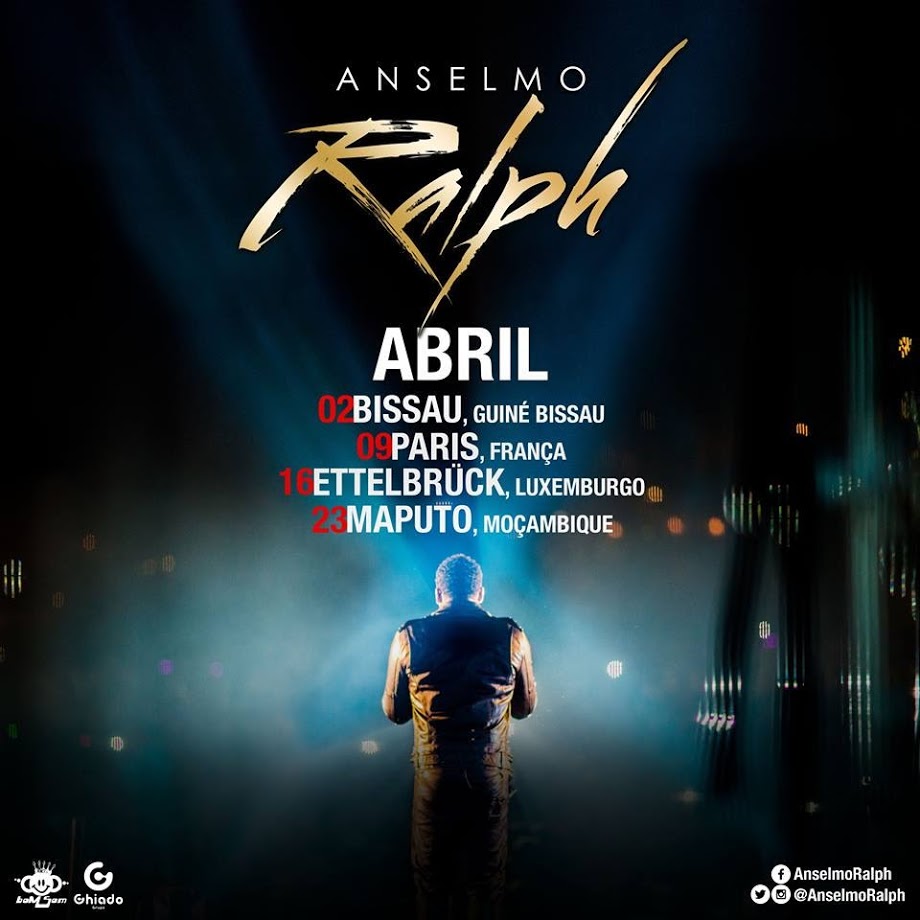 ANSELMO
Ralph
ABRIL
02BISSAU, GUINÉ BISSAU
09PARIS, FRANÇA
16ETTELBRÜCK, LUXEMBURGO
23MAPUTO, MOÇAMBIQUE
AnselmoRalph
@AnselmoRalph
Ghiado